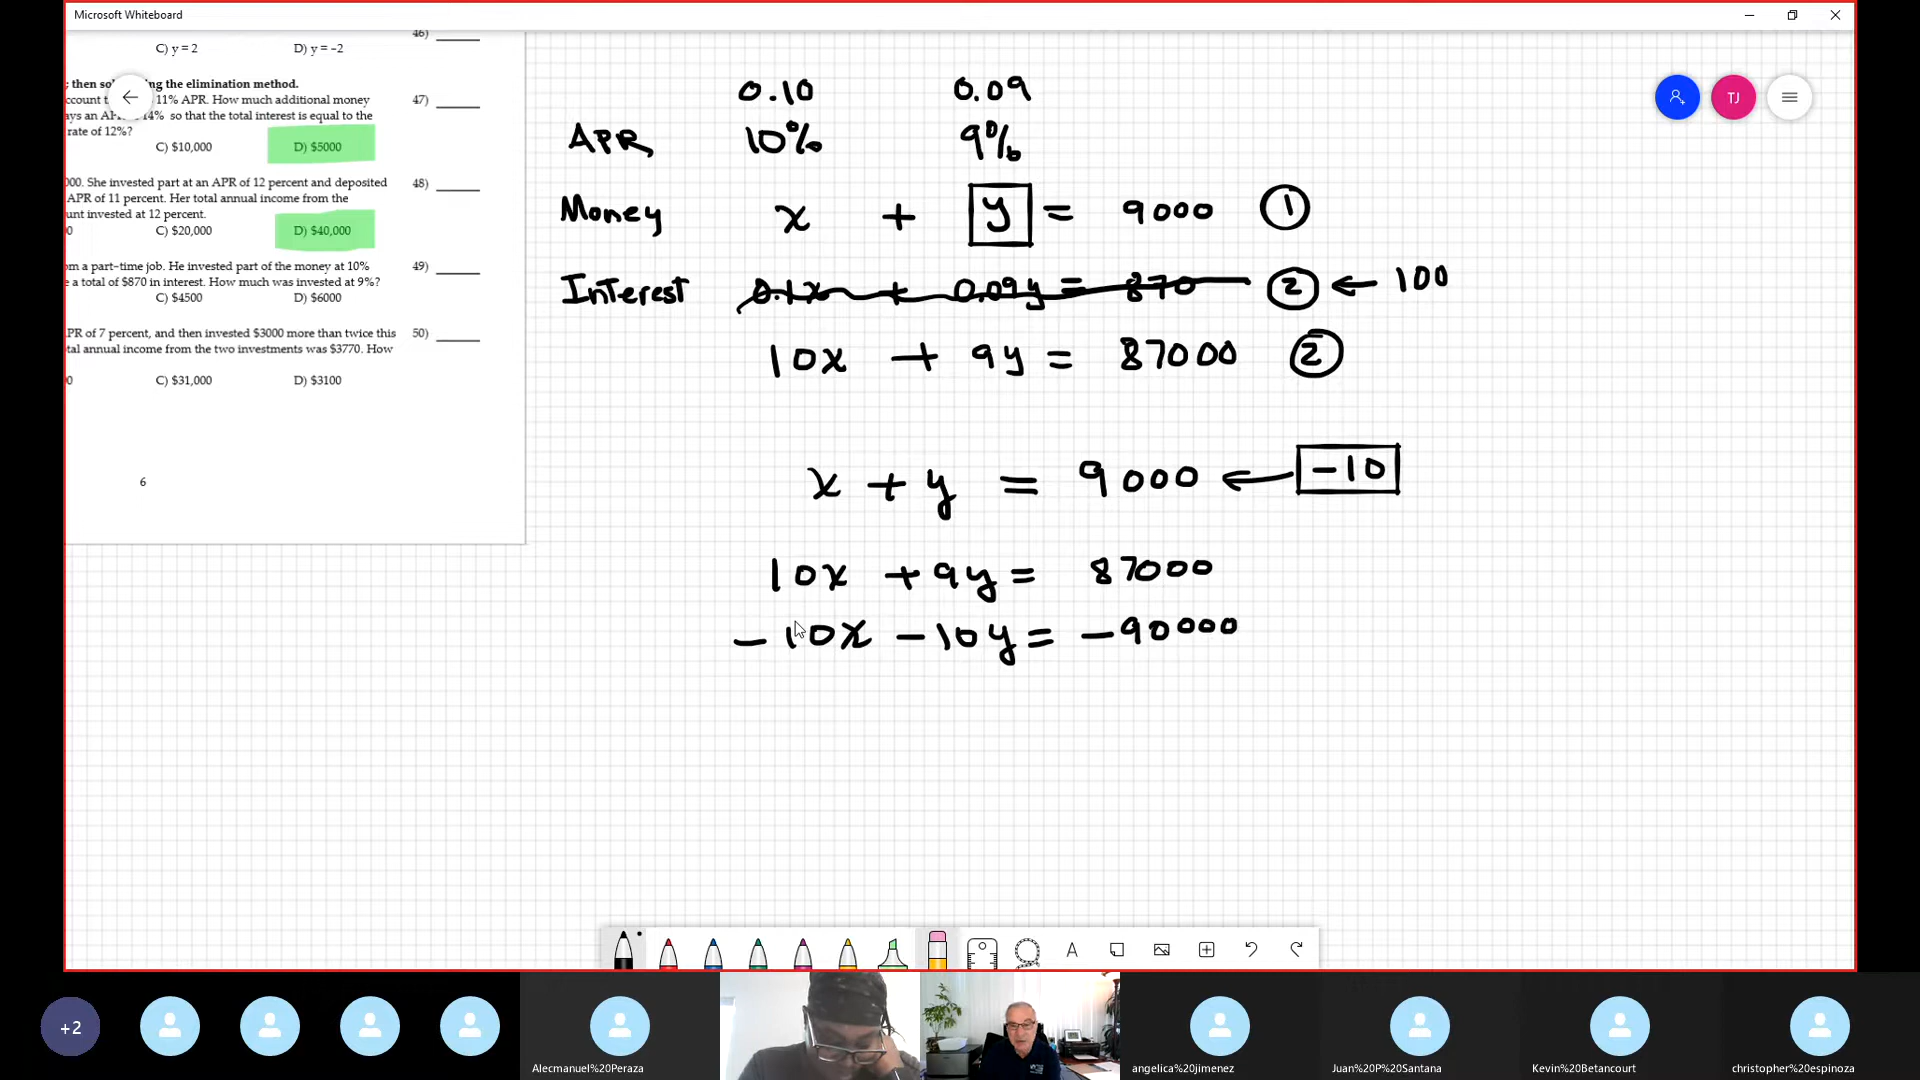 Microsoft Whiteboard
46)
C) y = 2 D) y = -2
then ing the elimination method.
11% APR. How much additional money 47)
14% so that the total interest is equal to the
rate of 12%?
C) $10,000 D) $5000
000. She invested part at an APR of 12 percent and deposited 48)
APR of 11 percent. Her total annual income from the
unt invested at 12 percent.
0 C) $20,000 D) $40,000
m a part-time job. He invested part of the money at 10% 49)
e a total of $870 in interest. How much was invested at 9%?
C) $4500 D) $6000
PR of 7 percent, and then invested $3000 more than twice this 50)
tal annual income from the two investments was $3770. How
0 C) $31,000 D) $3100
6
0.10 0.09
APR 10% 9%
Money x + y = 9000 1
Interest 0.1x + 0.09y = 870 2 ← 100
10x + 9y = 87000 2
x + y = 9000 ← -10
10x + 9y = 87000
-10x - 10y = -90000
TJ
A
+2
Alecmanuel%20Peraza
angelica%20jimenez
Juan%20P%20Santana
Kevin%20Betancourt
christopher%20espinoza